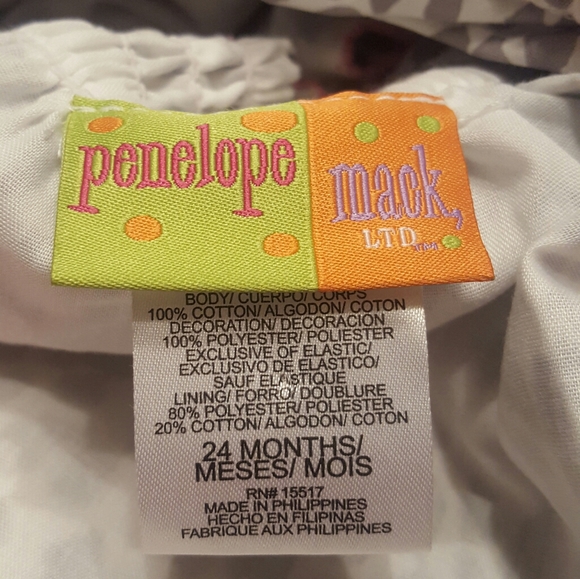 penelope
mack,
LTD
BODY/ CUERPO/ CORPS
100% COTTON/ ALGODON/ COTON
DECORATION/ DECORACION
100% POLYESTER/ POLIESTER
EXCLUSIVE OF ELASTIC/
EXCLUSIVO DE ELASTICO/
SAUF ELASTIQUE
LINING/ FORRO/ DOUBLURE
80% POLYESTER/ POLIESTER
20% COTTON/ ALGODON/ COTON
24 MONTHS/
MESES/ MOIS
RN# 15517
MADE IN PHILIPPINES
HECHO EN FILIPINAS
FABRIQUE AUX PHILIPPINES